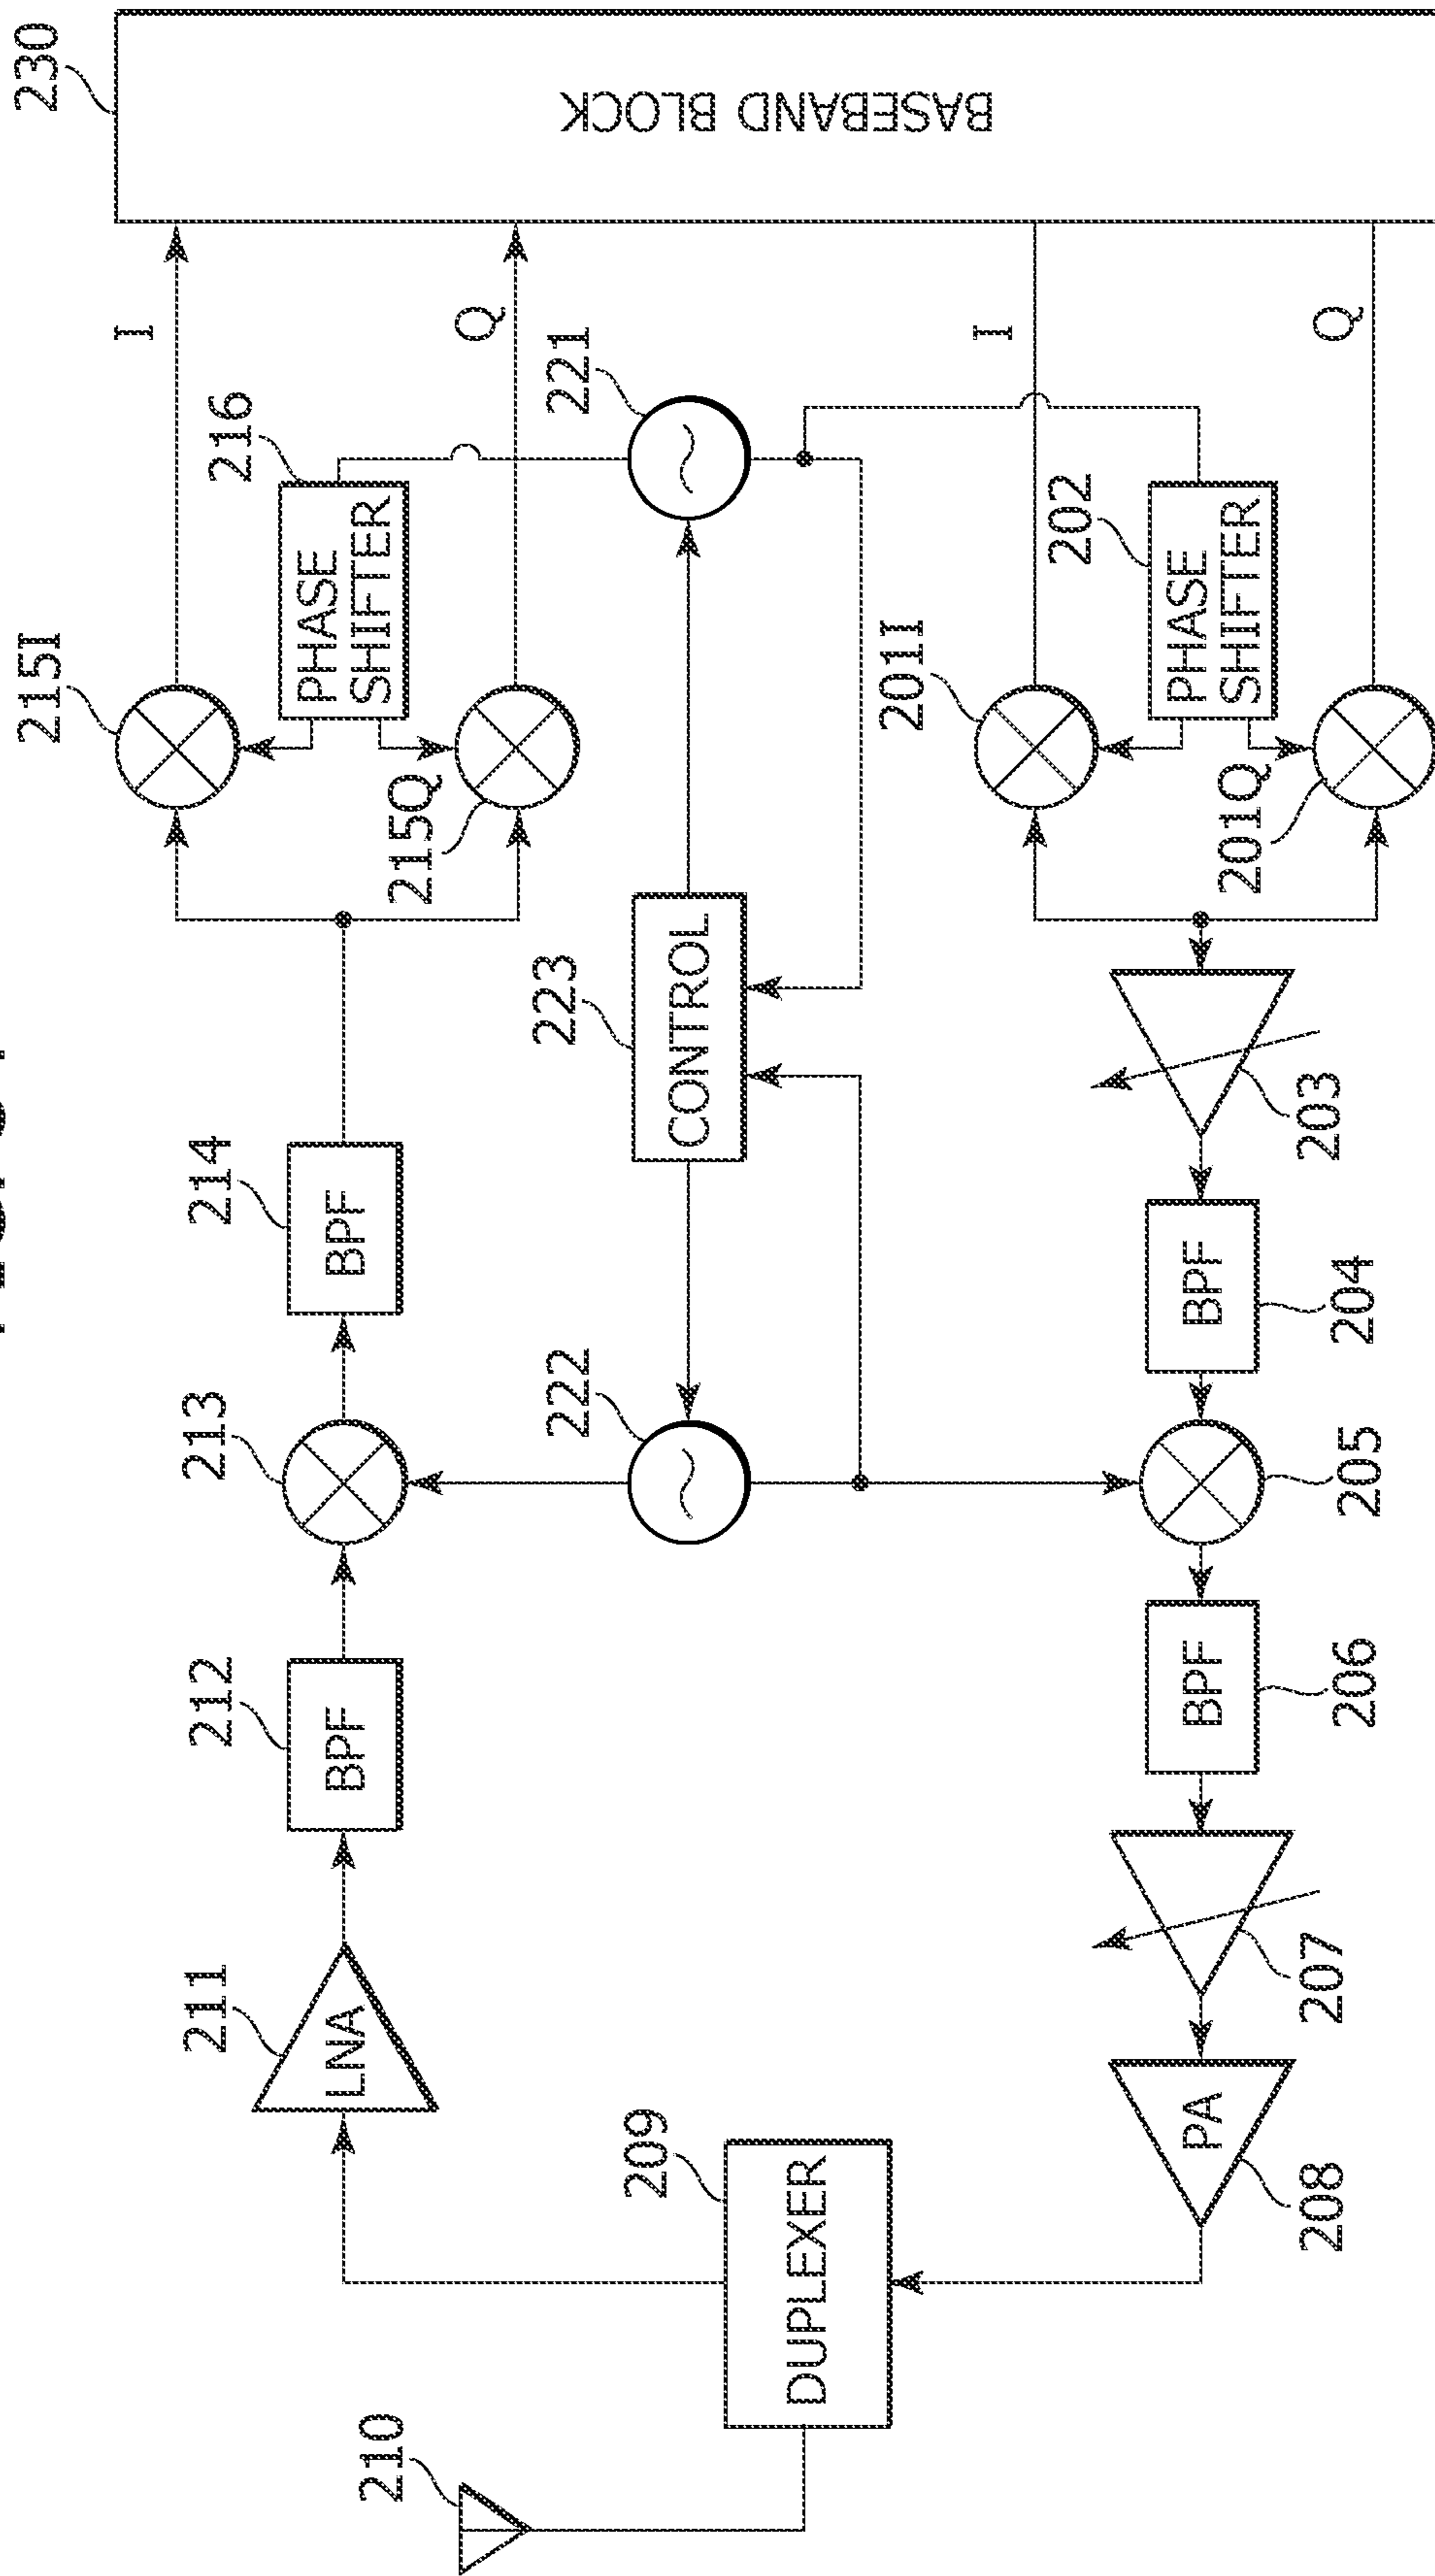 210
209
DUPLEXER
211
LNA
212
BPF
213
214
BPF
215I
I
216
PHASE
SHIFTER
215Q
Q
230
BASEBAND BLOCK
222
223
CONTROL
221
208
PA
207
206
BPF
205
204
BPF
203
201I
I
202
PHASE
SHIFTER
201Q
Q